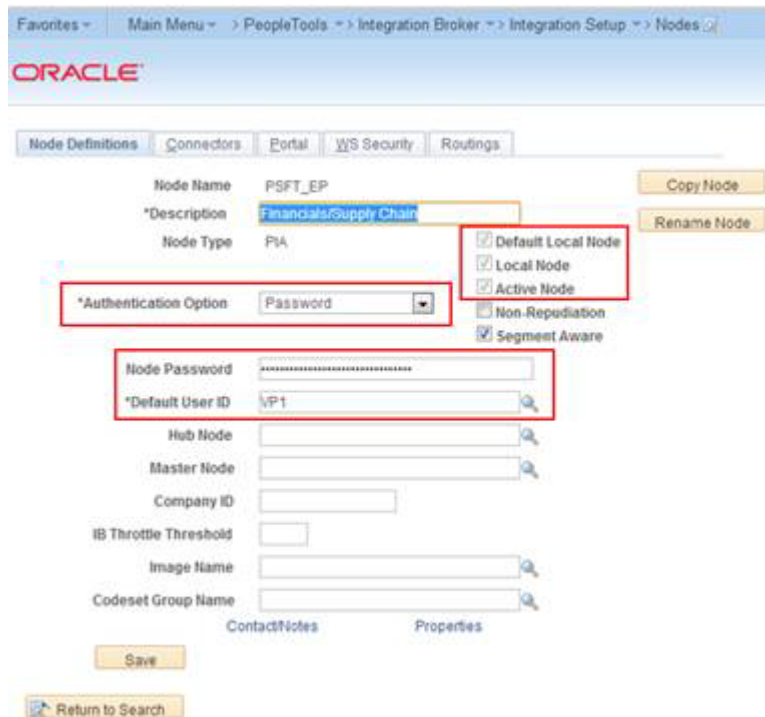 Favorites Main Menu > PeopleTools > Integration Broker > Integration Setup > Nodes
ORACLE
Node Definitions Connectors Portal WS Security Routings
Node Name PSFT_EP Copy Node
*Description Financials/Supply Chain Rename Node
Node Type PIA Default Local Node
Local Node
Active Node
*Authentication Option Password
Non-Repudiation
Segment Aware
Node Password
*Default User ID VP1
Hub Node
Master Node
Company ID
IB Throttle Threshold
Image Name
Codeset Group Name
Contact/Notes Properties
Save
Return to Search